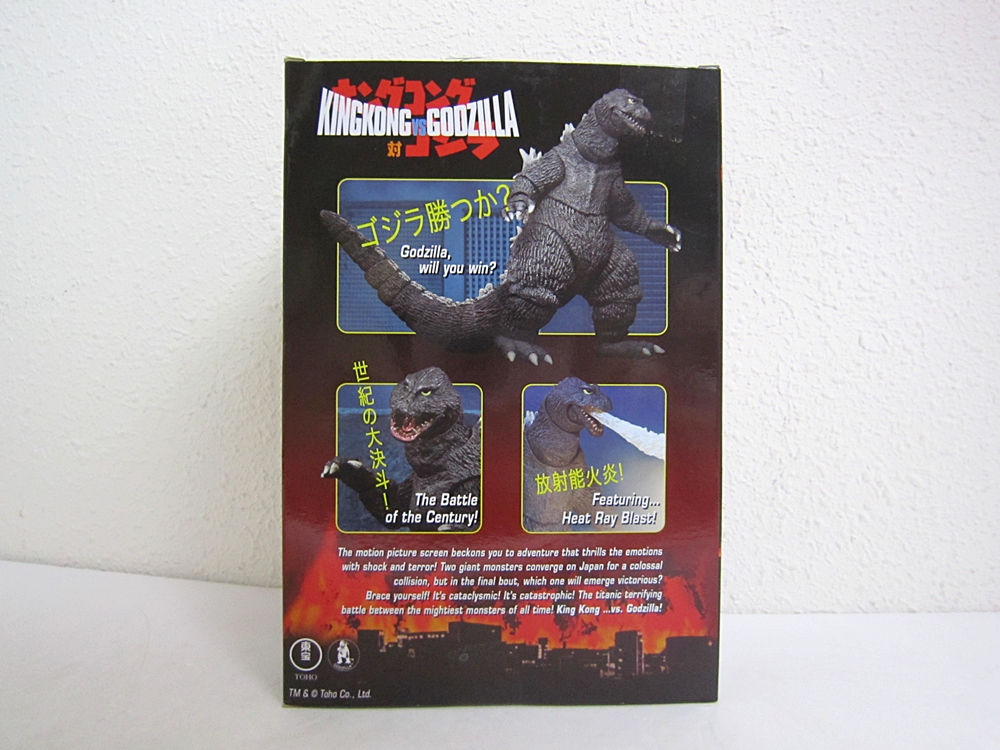 キングコング
KING KONG VS GODZILLA
対 ゴジラ
ゴジラ勝つか?
Godzilla,
will you win?
世紀の大決斗!
The Battle
of the Century!
放射能火炎!
Featuring...
Heat Ray Blast!
The motion picture screen beckons you to adventure that thrills the emotions
with shock and terror! Two giant monsters converge on Japan for a colossal
collision, but in the final bout, which one will emerge victorious?
Brace yourself! It's cataclysmic! It's catastrophic! The titanic terrifying
battle between the mightiest monsters of all time! King Kong ...vs. Godzilla!
東宝
TOHO
TM & © Toho Co., Ltd.